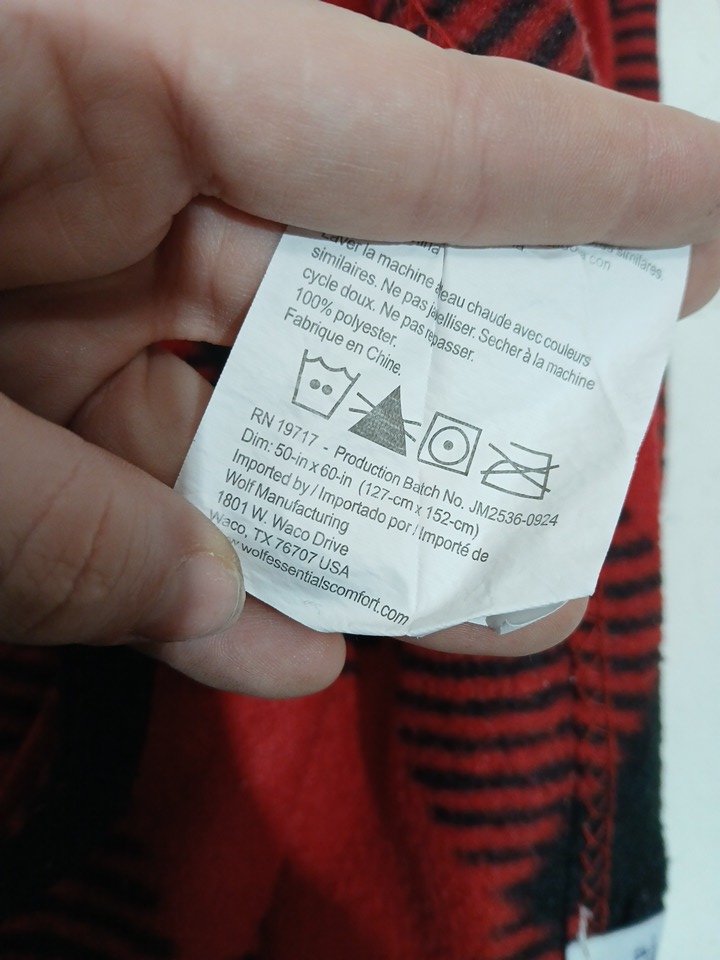 similares.
con
Laver la machine à eau chaude avec couleurs
similaires. Ne pas javelliser. Secher à la machine
cycle doux. Ne pas repasser.
100% polyester.
Fabrique en Chine.
RN 19717 - Production Batch No. JM2536-0924
Dim: 50-in x 60-in (127-cm x 152-cm)
Imported by / Importado por / Importé de
Wolf Manufacturing
1801 W. Waco Drive
Waco, TX 76707 USA
www.wolfessentialscomfort.com